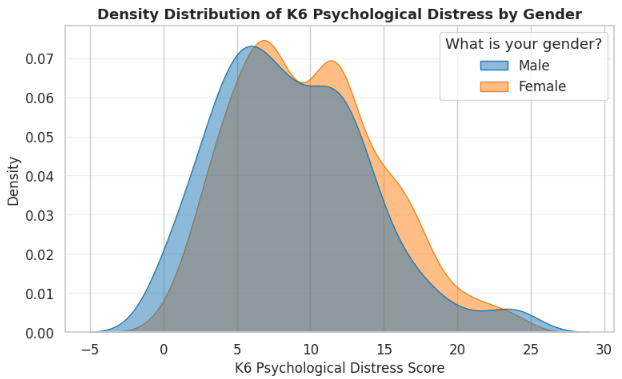 Density Distribution of K6 Psychological Distress by Gender
What is your gender?
Male
Female
Density
0.07
0.06
0.05
0.04
0.03
0.02
0.01
0.00
−5
0
5
10
15
20
25
30
K6 Psychological Distress Score